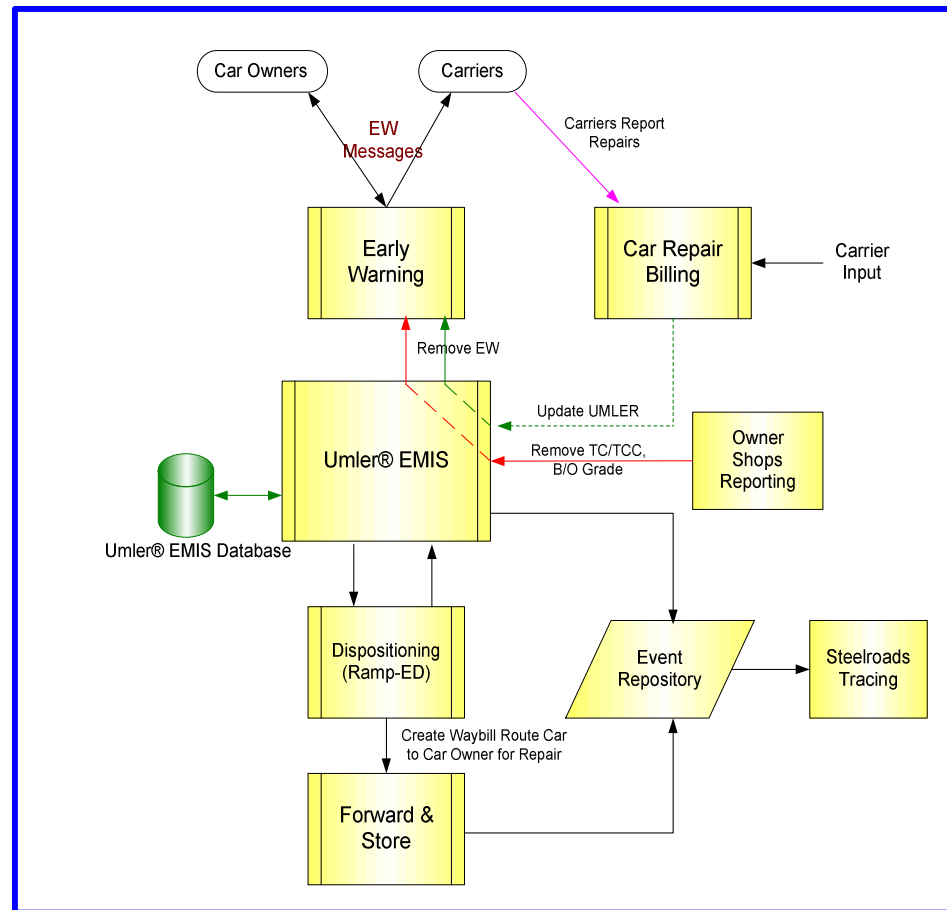 Car Owners
Carriers
EW
Messages
Carriers Report
Repairs
Early
Warning
Car Repair
Billing
Carrier
Input
Remove EW
Update UMLER
Umler® EMIS
Remove TC/TCC,
B/O Grade
Owner
Shops
Reporting
Umler® EMIS Database
Dispositioning
(Ramp-ED)
Event
Repository
Steelroads
Tracing
Create Waybill Route Car
to Car Owner for Repair
Forward &
Store